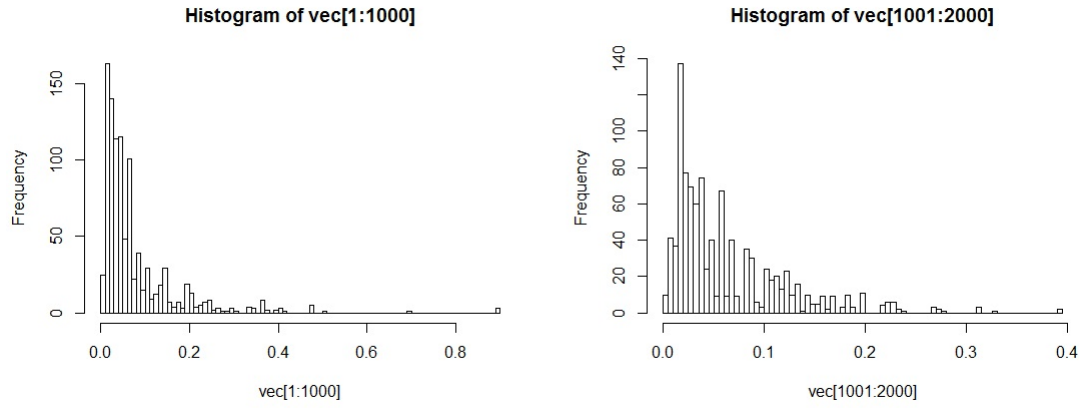 Histogram of vec[1:1000]
Frequency
150
100
50
0
0.0 0.2 0.4 0.6 0.8
vec[1:1000]
Histogram of vec[1001:2000]
Frequency
140
100
80
60
40
20
0
0.0 0.1 0.2 0.3 0.4
vec[1001:2000]